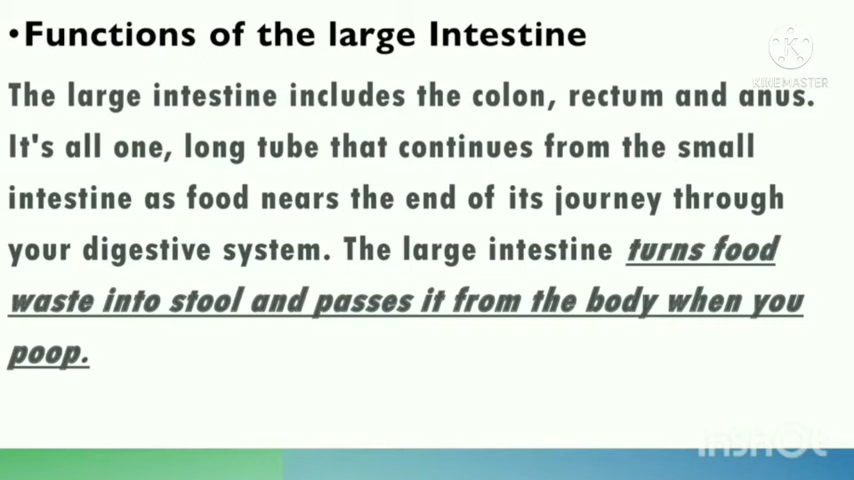 •Functions of the large Intestine
K
KINEMASTER
The large intestine includes the colon, rectum and anus.
It's all one, long tube that continues from the small
intestine as food nears the end of its journey through
your digestive system. The large intestine turns food
waste into stool and passes it from the body when you
poop.
InShOt